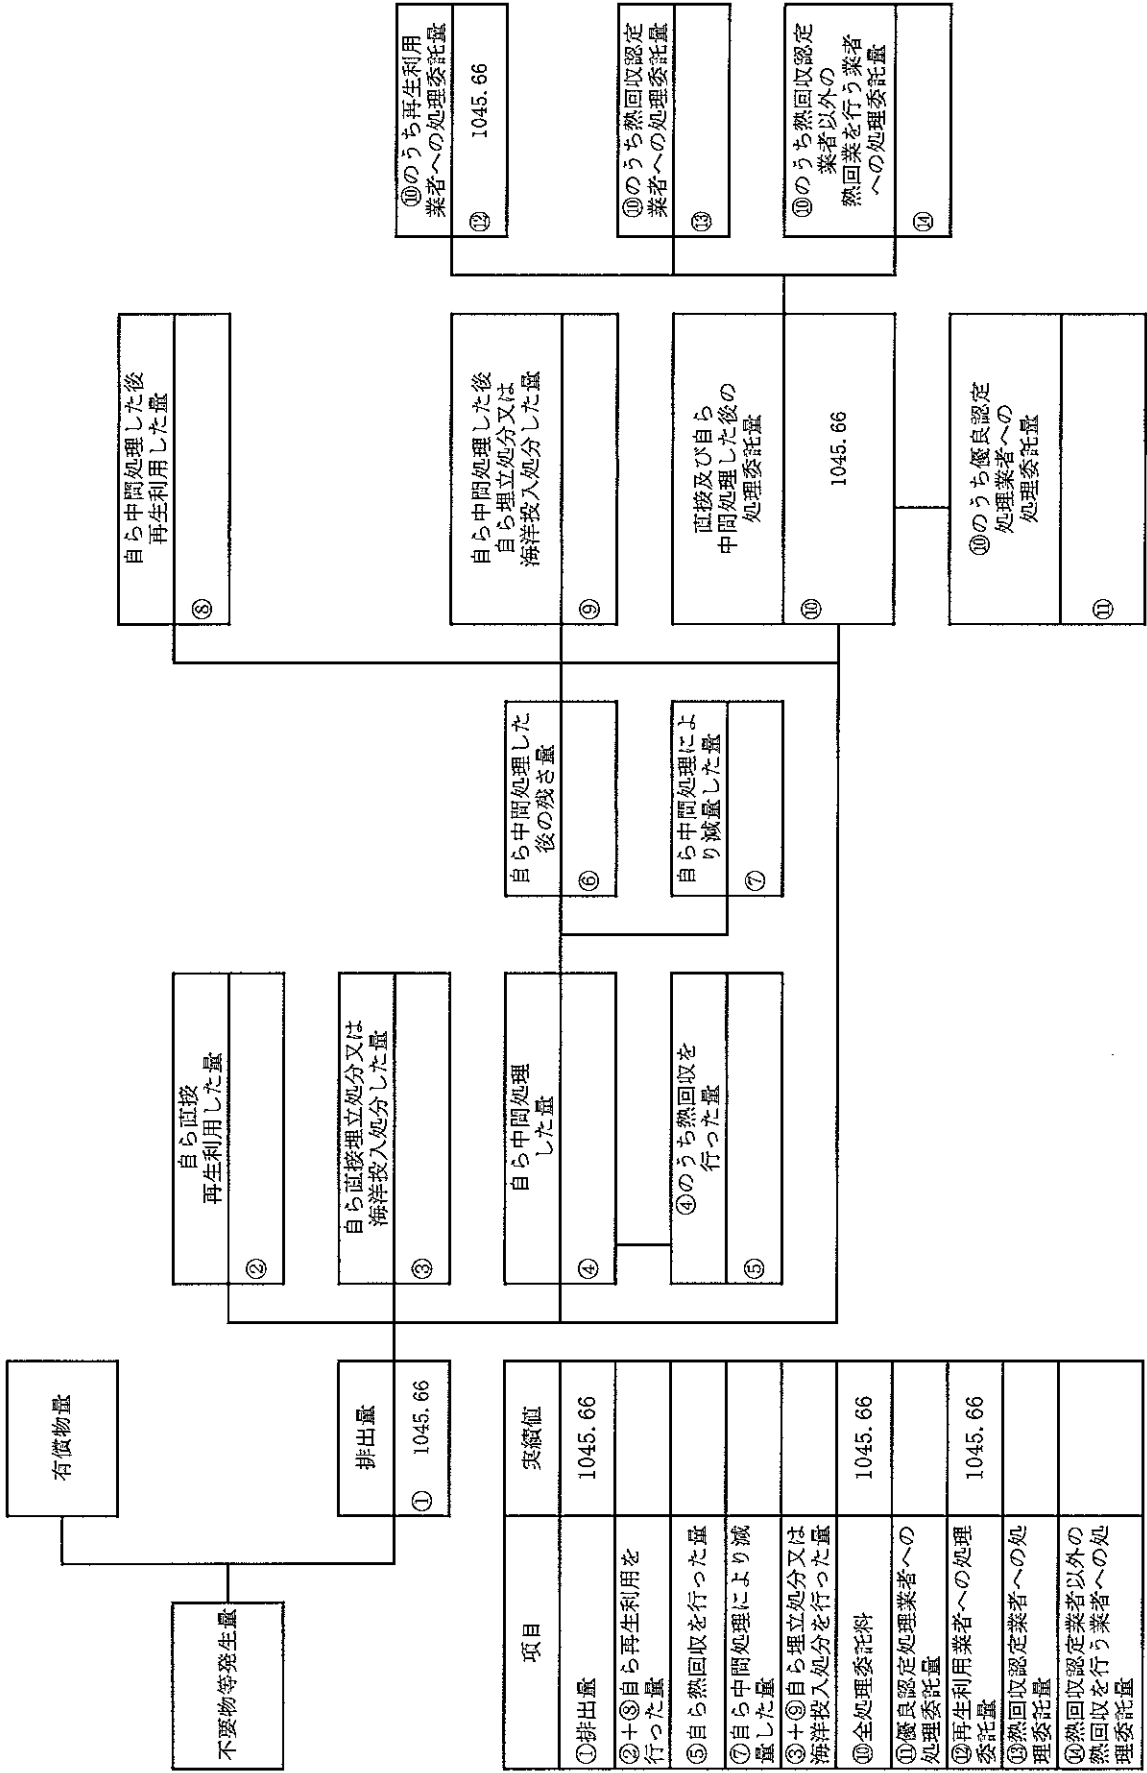 不要物等発生量
有償物量
排出量
① 1045.66
自ら直接
再生利用した量
②
自ら直接埋立処分又は
海洋投入処分した量
③
自ら中間処理
した量
④
④のうち熱回収を
行った量
⑤
自ら中間処理した
後の残さ量
⑥
自ら中間処理によ
り減量した量
⑦
自ら中間処理した後
再生利用した量
⑧
自ら中間処理した後
自ら埋立処分又は
海洋投入処分した量
⑨
直接及び自ら
中間処理した後の
処理委託量
⑩ 1045.66
⑩のうち優良認定
処理業者への
処理委託量
⑪
⑩のうち再生利用
業者への処理委託量
⑫ 1045.66
⑩のうち熱回収認定
業者への処理委託量
⑬
⑩のうち熱回収認定
業者以外の
熱回業を行う業者
への処理委託量
⑭
項目 実績値
①排出量 1045.66
②+⑧自ら再生利用を
行った量
⑤自ら熱回収を行った量
⑦自ら中間処理により減
量した量
③+⑨自ら埋立処分又は
海洋投入処分を行った量
⑩全処理委託料 1045.66
⑪優良認定処理業者への
処理委託量
⑫再生利用業者への処理
委託量 1045.66
⑬熱回収認定業者への処
理委託量
⑭熱回収認定業者以外の
熱回収を行う業者への処
理委託量